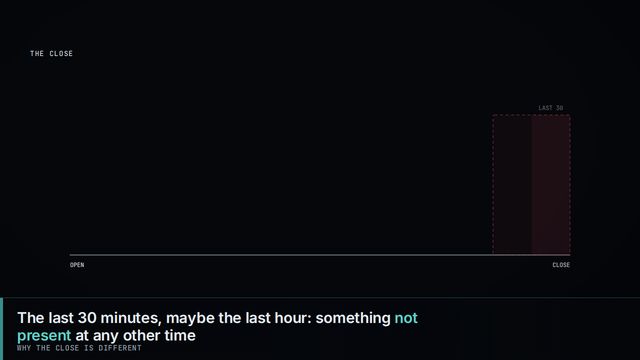 THE CLOSE
LAST 30
OPEN
CLOSE
The last 30 minutes, maybe the last hour: something not
present at any other time
WHY THE CLOSE IS DIFFERENT